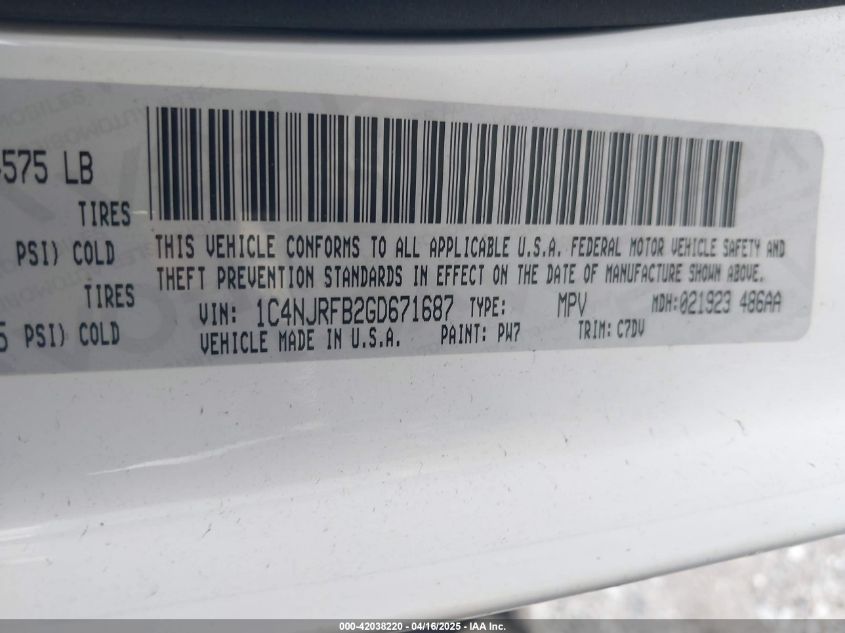 575 LB
TIRES
PSI) COLD
TIRES
5 PSI) COLD
THIS VEHICLE CONFORMS TO ALL APPLICABLE U.S.A. FEDERAL MOTOR VEHICLE SAFETY AND
THEFT PREVENTION STANDARDS IN EFFECT ON THE DATE OF MANUFACTURE SHOWN ABOVE.
VIN: 1C4NJRFB2GD671687 TYPE: MPV MDH:021923 486AA
VEHICLE MADE IN U.S.A. PAINT: PW7 TRIM: C7DV
000-42038220 - 04/16/2025 - IAA Inc.